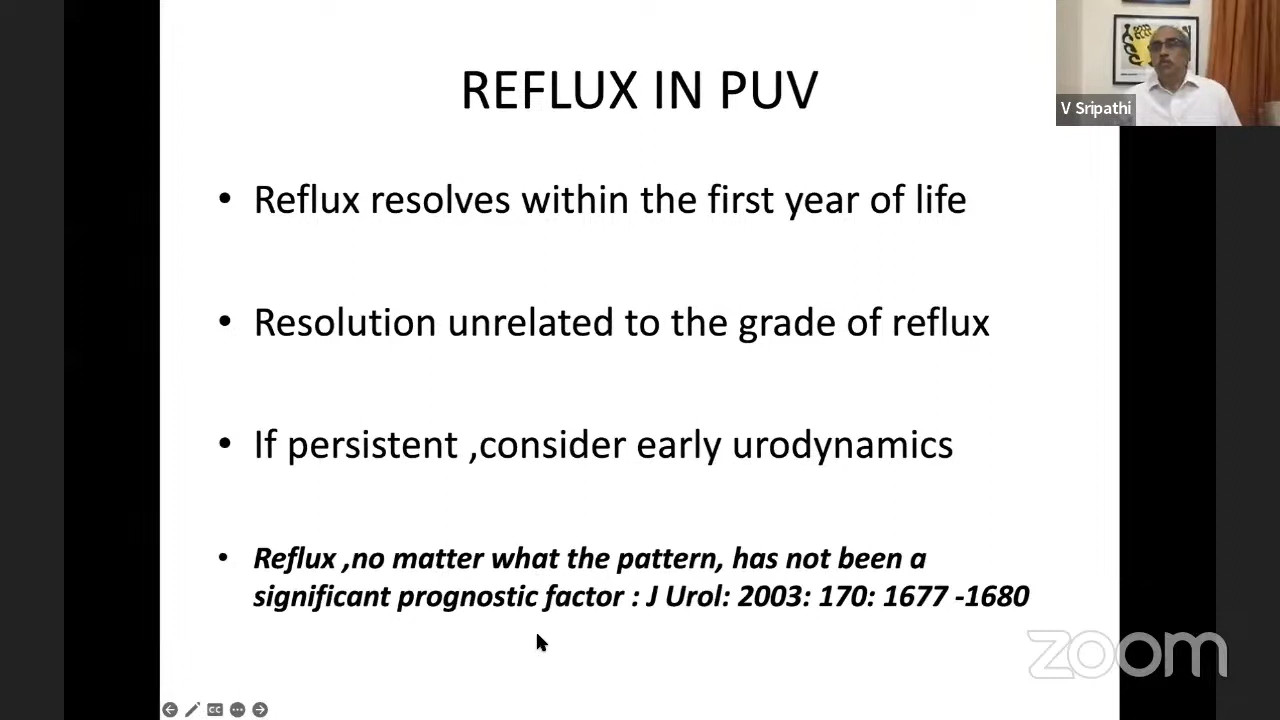 REFLUX IN PUV
V Sripathi
• Reflux resolves within the first year of life
• Resolution unrelated to the grade of reflux
• If persistent ,consider early urodynamics
• Reflux ,no matter what the pattern, has not been a
significant prognostic factor : J Urol: 2003: 170: 1677 -1680
zoom
CC